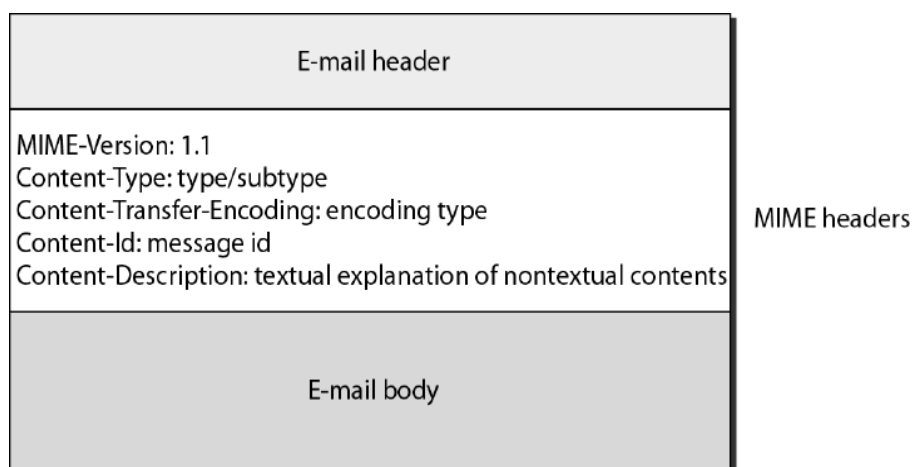 E-mail header
MIME-Version: 1.1
Content-Type: type/subtype
Content-Transfer-Encoding: encoding type
Content-Id: message id
Content-Description: textual explanation of nontextual contents
MIME headers
E-mail body